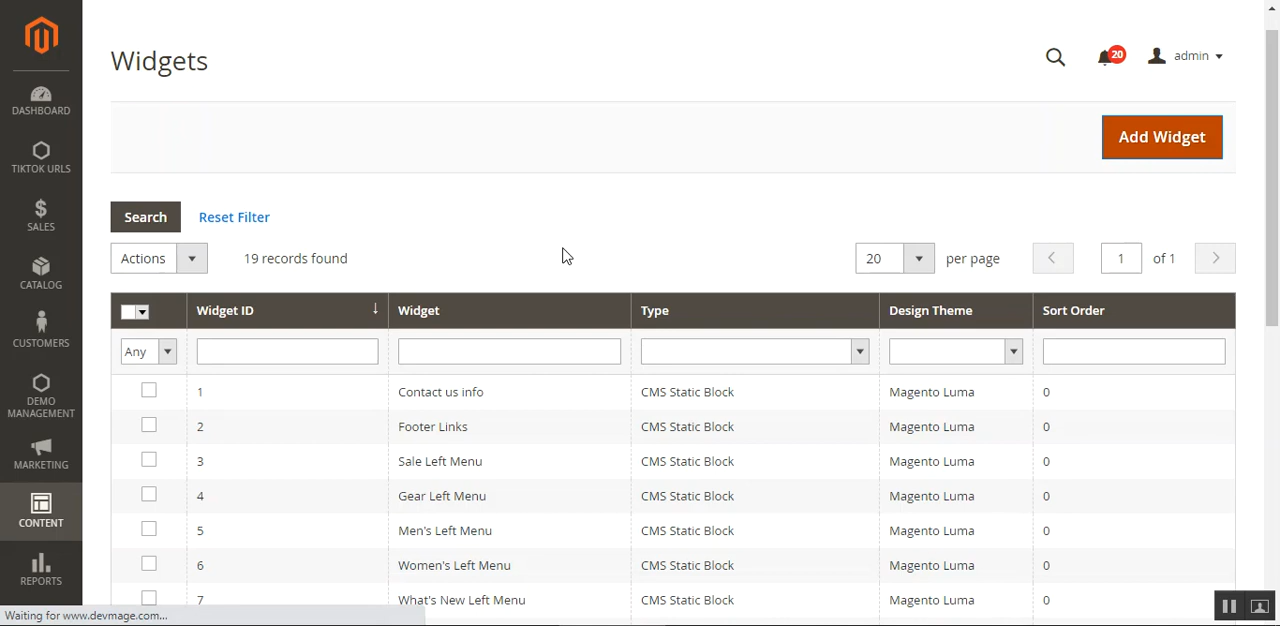 Widgets
20
admin
DASHBOARD
TIKTOK URLS
SALES
CATALOG
CUSTOMERS
DEMO
MANAGEMENT
MARKETING
CONTENT
REPORTS
Add Widget
Search Reset Filter
Actions 19 records found 20 per page 1 of 1
Widget ID Widget Type Design Theme Sort Order
Any
1 Contact us info CMS Static Block Magento Luma 0
2 Footer Links CMS Static Block Magento Luma 0
3 Sale Left Menu CMS Static Block Magento Luma 0
4 Gear Left Menu CMS Static Block Magento Luma 0
5 Men's Left Menu CMS Static Block Magento Luma 0
6 Women's Left Menu CMS Static Block Magento Luma 0
7 What's New Left Menu CMS Static Block Magento Luma 0
Waiting for www.devmage.com...